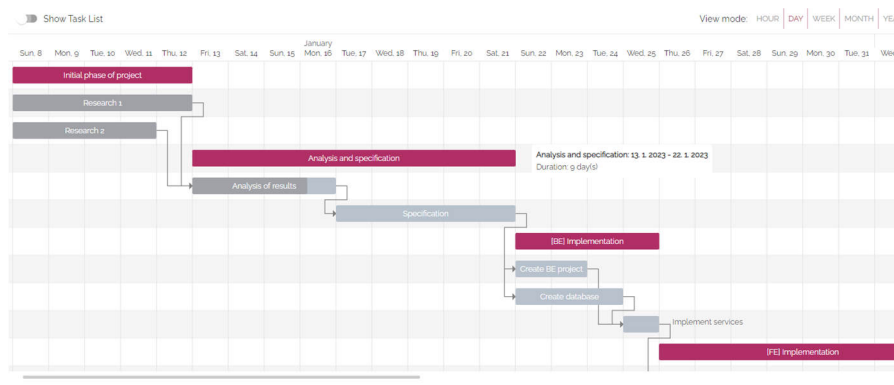 Show Task List
View mode: HOUR DAY WEEK MONTH
January
Sun, 8 Mon, 9 Tue, 10 Wed, 11 Thu, 12 Fri, 13 Sat, 14 Sun, 15 Mon, 16 Tue, 17 Wed, 18 Thu, 19 Fri, 20 Sat, 21 Sun, 22 Mon, 23 Tue, 24 Wed, 25 Thu, 26 Fri, 27 Sat, 28 Sun, 29 Mon, 30 Tue, 31
Initial phase of project
Research 1
Research 2
Analysis and specification
Analysis and specification: 13. 1. 2023 - 22. 1. 2023
Duration: 9 day(s)
Analysis of results
Specification
[BE] Implementation
Create BE project
Create database
Implement services
[FE] Implementation